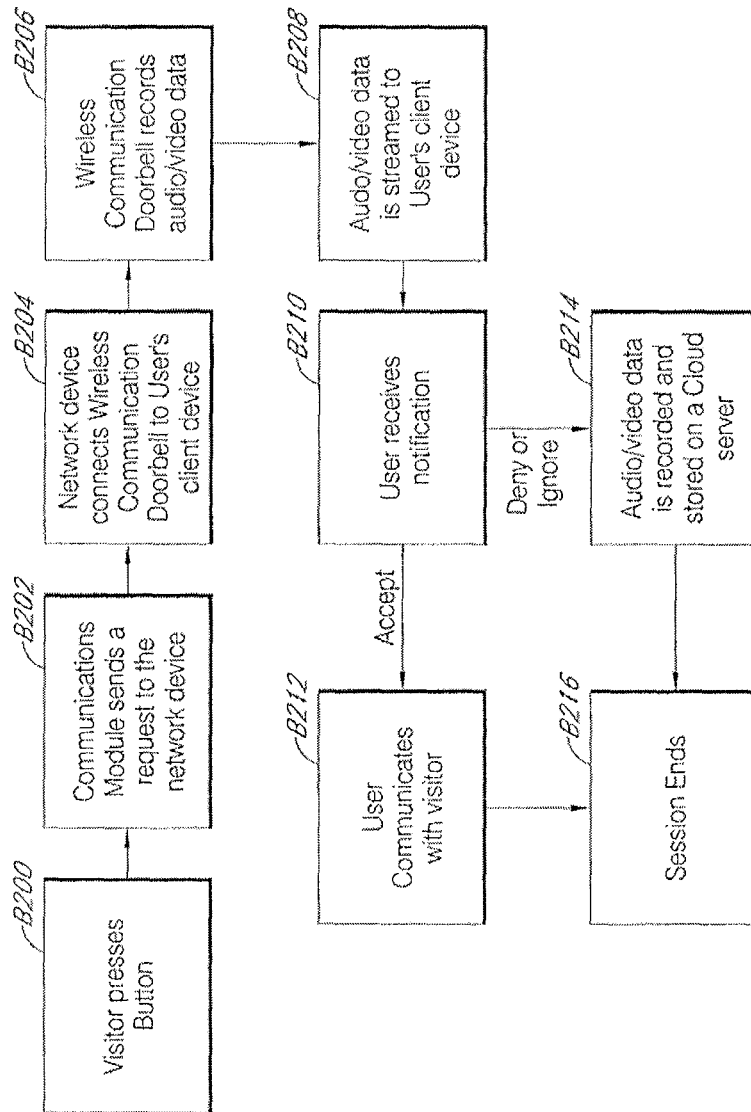 B200
Visitor presses
Button
B202
Communications
Module sends a
request to the
network device
B204
Network device
connects Wireless
Communication
Doorbell to User's
client device
B206
Wireless
Communication
Doorbell records
audio/video data
B208
Audo/video data
is streamed to
User's client
device
B210
User receives
notification
Accept
Deny or
Ignore
B212
User
Communicates
with visitor
B214
Audio/video data
is recorded and
stored on a Cloud
server
B216
Session Ends